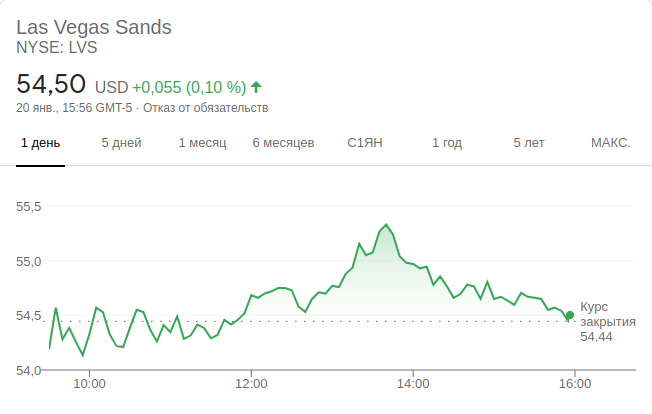 Las Vegas Sands
NYSE: LVS
54,50 USD +0,055 (0,10 %)
20 янв., 15:56 GMT-5 · Отказ от обязательств
1 день 5 дней 1 месяц 6 месяцев С1ЯН 1 год 5 лет МАКС.
55,5
55,0
54,5
54,0
Курс
закрытия
54,44
10:00 12:00 14:00 16:00